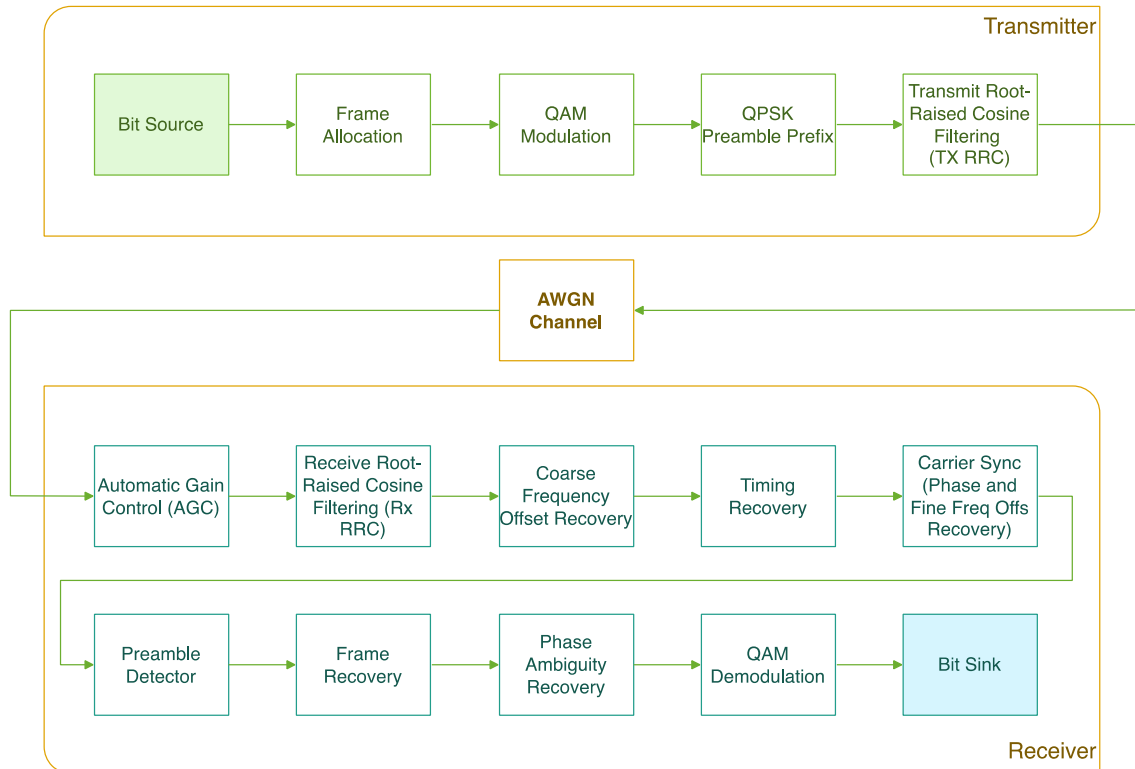 Transmitter
Bit Source
Frame
Allocation
QAM
Modulation
QPSK
Preamble Prefix
Transmit Root-
Raised Cosine
Filtering
(TX RRC)
AWGN
Channel
Automatic Gain
Control (AGC)
Receive Root-
Raised Cosine
Filtering (Rx
RRC)
Coarse
Frequency
Offset Recovery
Timing
Recovery
Carrier Sync
(Phase and
Fine Freq Offs
Recovery)
Preamble
Detector
Frame
Recovery
Phase
Ambiguity
Recovery
QAM
Demodulation
Bit Sink
Receiver